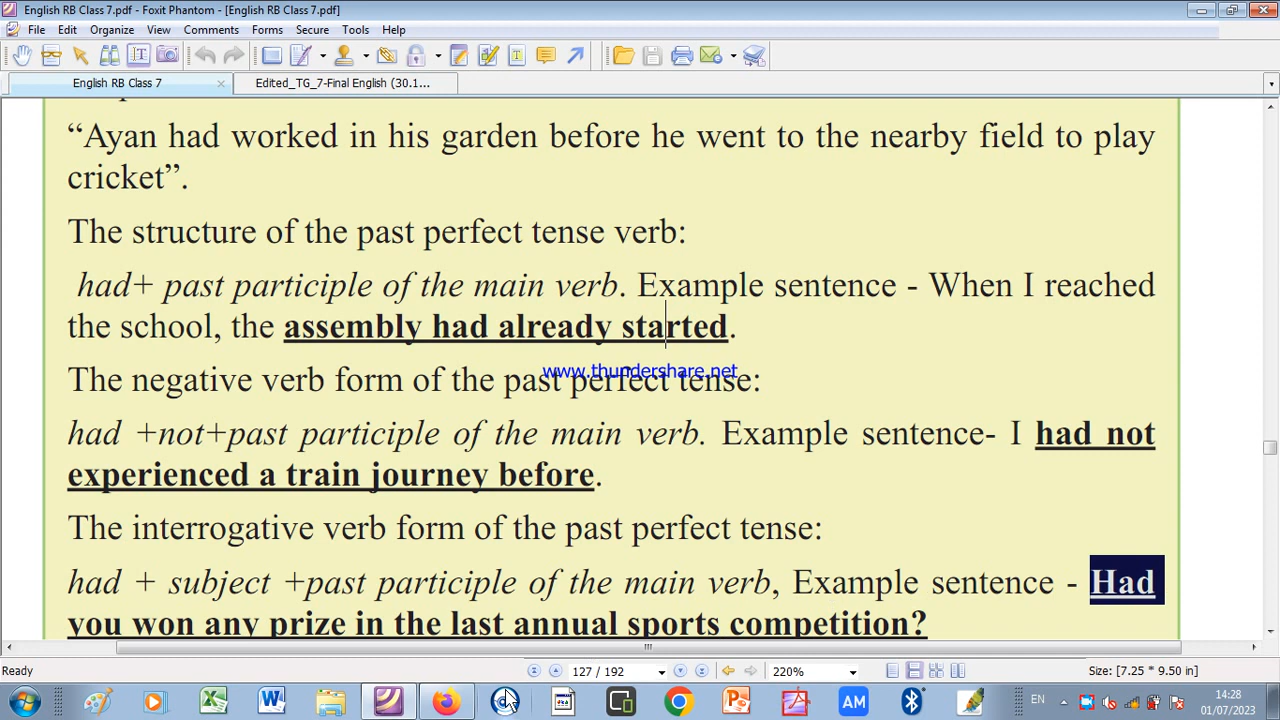 English RB Class 7.pdf - Foxit Phantom - [English RB Class 7.pdf]
File Edit Organize View Comments Forms Secure Tools Help
English RB Class 7 × Edited_TG_7-Final English (30.1...
“Ayan had worked in his garden before he went to the nearby field to play
cricket”.
The structure of the past perfect tense verb:
had+ past participle of the main verb. Example sentence - When I reached
the school, the assembly had already started.
www.thundershare.net
The negative verb form of the past perfect tense:
had +not+past participle of the main verb. Example sentence- I had not
experienced a train journey before.
The interrogative verb form of the past perfect tense:
had + subject +past participle of the main verb, Example sentence - Had
you won any prize in the last annual sports competition?
Ready 127 / 192 220% Size: [7.25 * 9.50 in]
AM EN 14:28
01/07/2023